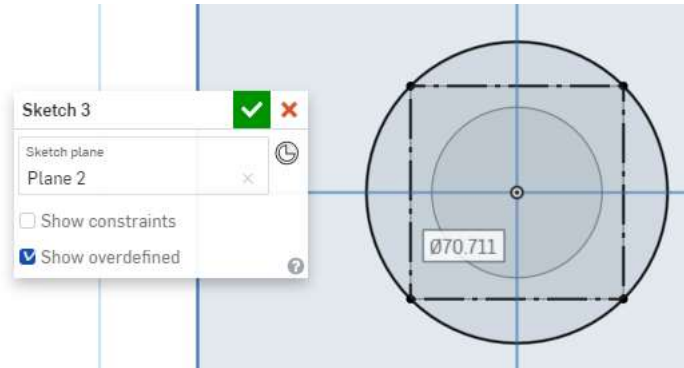 Sketch 3
Sketch plane
Plane 2
Show constraints
Show overdefined
Ø70.711